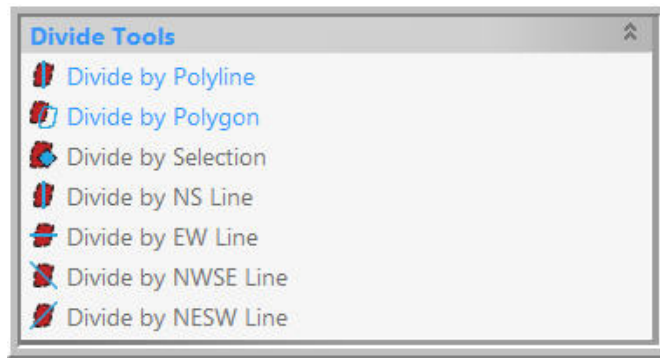 Divide Tools
Divide by Polyline
Divide by Polygon
Divide by Selection
Divide by NS Line
Divide by EW Line
Divide by NWSE Line
Divide by NESW Line